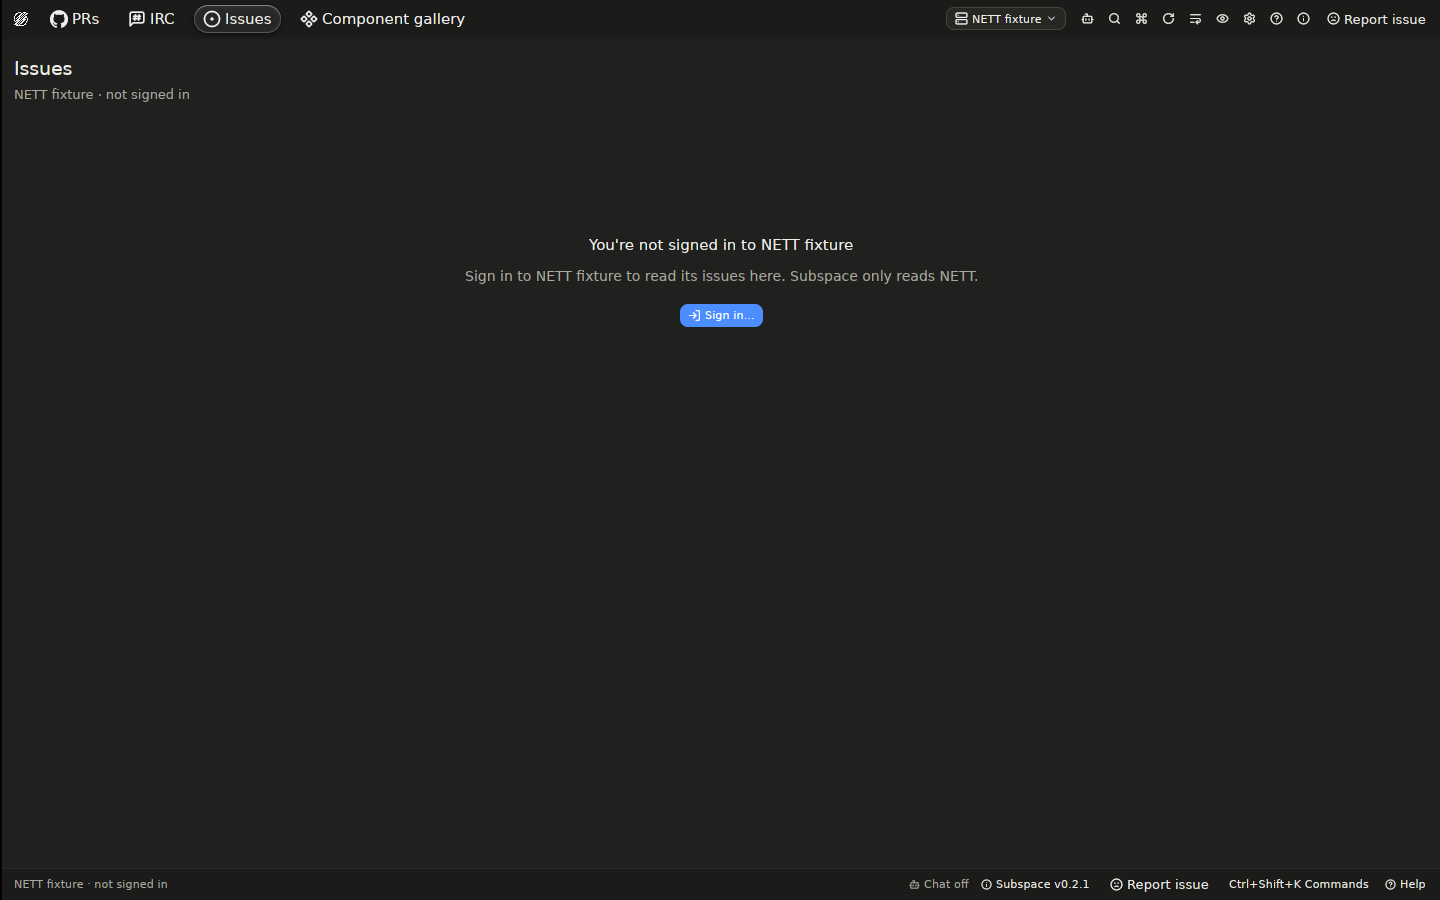 PRs IRC Issues Component gallery NETT fixture Report issue
Issues
NETT fixture · not signed in
You're not signed in to NETT fixture
Sign in to NETT fixture to read its issues here. Subspace only reads NETT.
Sign in...
NETT fixture · not signed in Chat off Subspace v0.2.1 Report issue Ctrl+Shift+K Commands Help